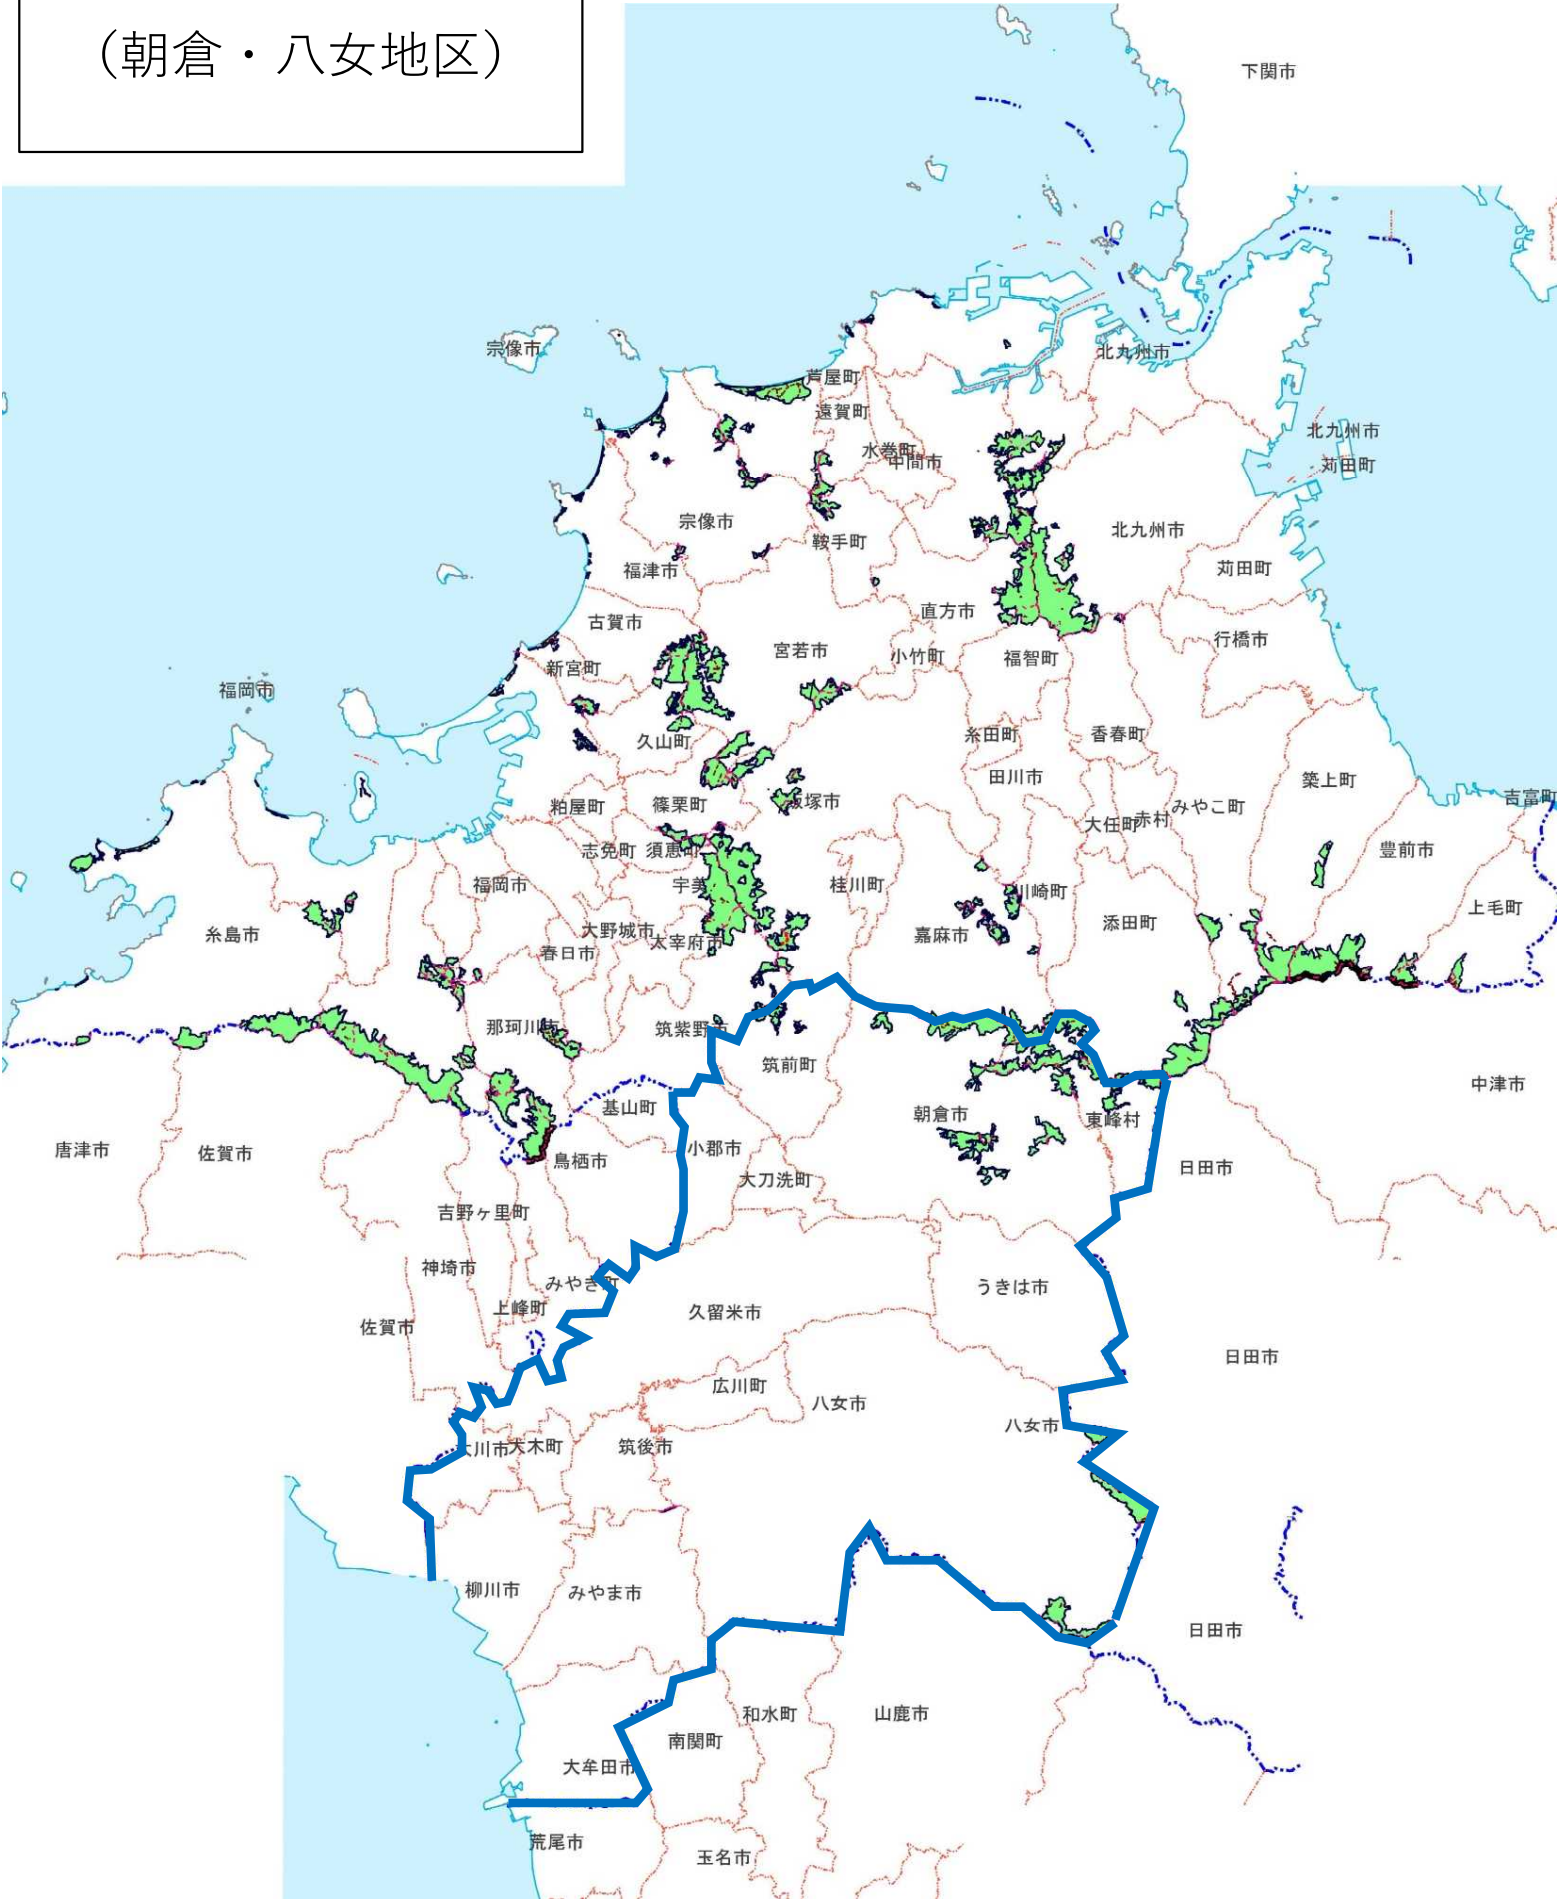 （朝倉・八女地区）
下関市
宗像市
北九州市
芦屋町
遠賀町
北九州市
水巻町
中間市
苅田町
宗像市
北九州市
鞍手町
福津市
苅田町
直方市
古賀市
行橋市
宮若市
小竹町
福智町
新宮町
福岡市
糸田町
香春町
久山町
田川市
築上町
吉富町
粕屋町
篠栗町
飯塚市
みやこ町
赤村
大任町
志免町
須恵町
豊前市
福岡市
宇美
桂川町
川崎町
上毛町
添田町
糸島市
大野城市
太宰府市
嘉麻市
春日市
那珂川市
筑紫野市
筑前町
中津市
基山町
朝倉市
東峰村
唐津市
佐賀市
鳥栖市
小郡市
日田市
大刀洗町
吉野ヶ里町
神埼市
みやき町
うきは市
上峰町
久留米市
佐賀市
日田市
広川町
八女市
八女市
大川市
大木町
筑後市
柳川市
みやま市
日田市
和水町
山鹿市
南関町
大牟田市
荒尾市
玉名市